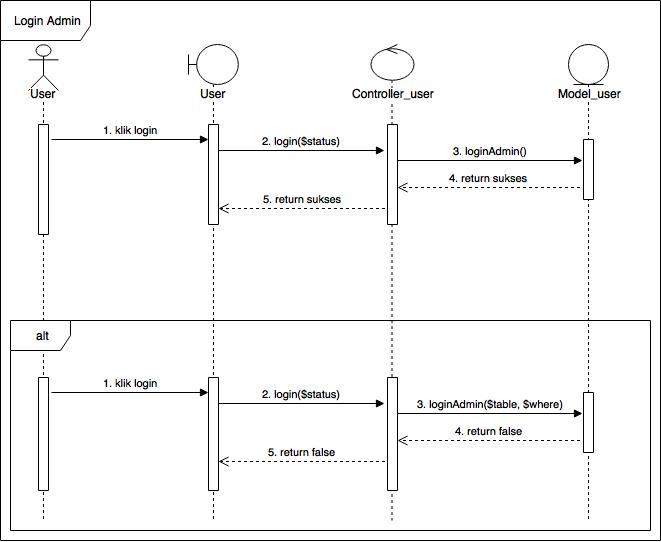 Login Admin
User
User
Controller_user
Model_user
1. klik login
2. login($status)
3. loginAdmin()
4. return sukses
5. return sukses
alt
1. klik login
2. login($status)
3. loginAdmin($table, $where)
4. return false
5. return false